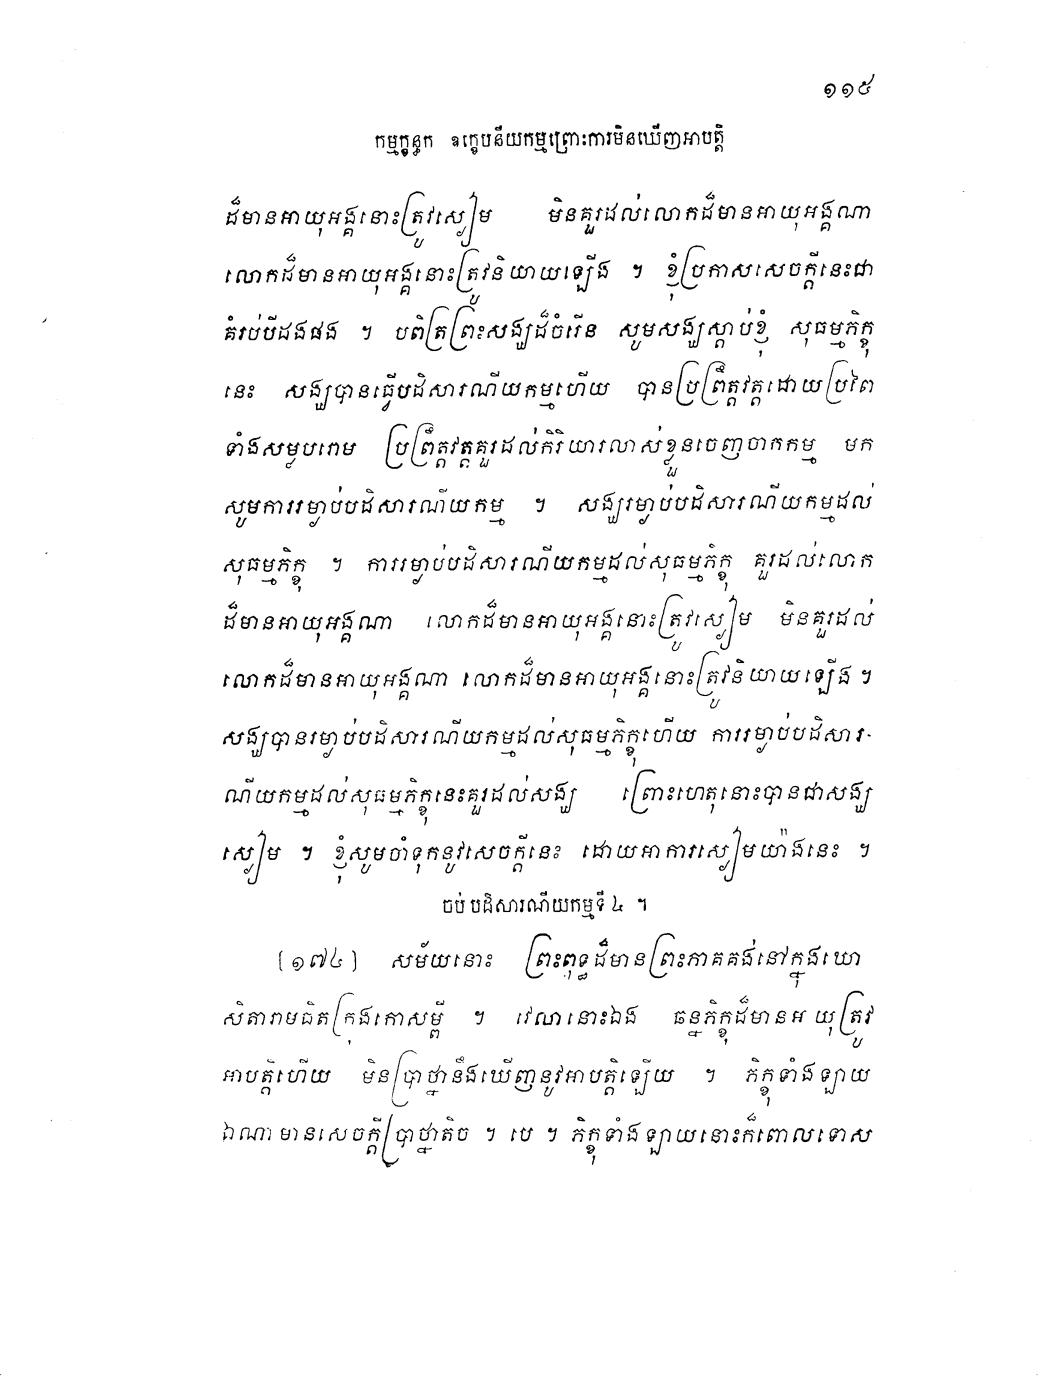 ១១៥
កម្មក្ខន្ធក ឧក្ខេបនីយកម្មព្រោះការមិនឃើញអាបត្តិ
ដ៏មានអាយុអង្គនោះត្រូវស្ងៀម មិនគួរដល់លោកដ៏មានអាយុអង្គណា
លោកដ៏មានអាយុអង្គនោះត្រូវនិយាយឡើង ។ ខ្ញុំប្រកាសសេចក្តីនេះជា
គំរប់បីដងផង ។ បពិត្រព្រះសង្ឃដ៏ចំរើន សូមសង្ឃស្តាប់ខ្ញុំ សុធម្មភិក្ខុ
នេះ សង្ឃបានធ្វើបដិសារណីយកម្មហើយ បានប្រព្រឹត្តវត្តដោយប្រពៃ
ទាំងសម្លបរោម ប្រព្រឹត្តវត្តគួរដល់កិរិយារលាស់ខ្លួនចេញចាកកម្ម មក
សូមការរម្ងាប់បដិសារណីយកម្ម ។ សង្ឃរម្ងាប់បដិសារណីយកម្មដល់
សុធម្មភិក្ខុ ។ ការរម្ងាប់បដិសារណីយកម្មដល់សុធម្មភិក្ខុ គួរដល់លោក
ដ៏មានអាយុអង្គណា លោកដ៏មានអាយុអង្គនោះត្រូវស្ងៀម មិនគួរដល់
លោកដ៏មានអាយុអង្គណា លោកដ៏មានអាយុអង្គនោះត្រូវនិយាយឡើង ។
សង្ឃបានរម្ងាប់បដិសារណីយកម្មដល់សុធម្មភិក្ខុហើយ ការរម្ងាប់បដិសារ-
ណីយកម្មដល់សុធម្មភិក្ខុនេះគួរដល់សង្ឃ ព្រោះហេតុនោះបានជាសង្ឃ
ស្ងៀម ។ ខ្ញុំសូមចាំទុកនូវសេចក្តីនេះ ដោយអាការស្ងៀមយ៉ាងនេះ ។
ចប់ បដិសារណីយកម្មទី ៤ ។
[១៧៤] សម័យនោះ ព្រះពុទ្ធដ៏មានព្រះភាគគង់នៅក្នុងឃោ
សិតារាមជិតក្រុងកោសម្ពី ។ វេលានោះឯង ឆន្នភិក្ខុដ៏មានអាយុត្រូវ
អាបត្តិហើយ មិនប្រាថ្នានឹងឃើញនូវអាបត្តិឡើយ ។ ភិក្ខុទាំងឡាយ
ឯណាមានសេចក្តីប្រាថ្នាតិច ។ បេ ។ ភិក្ខុទាំងឡាយនោះក៏ពោលទោស